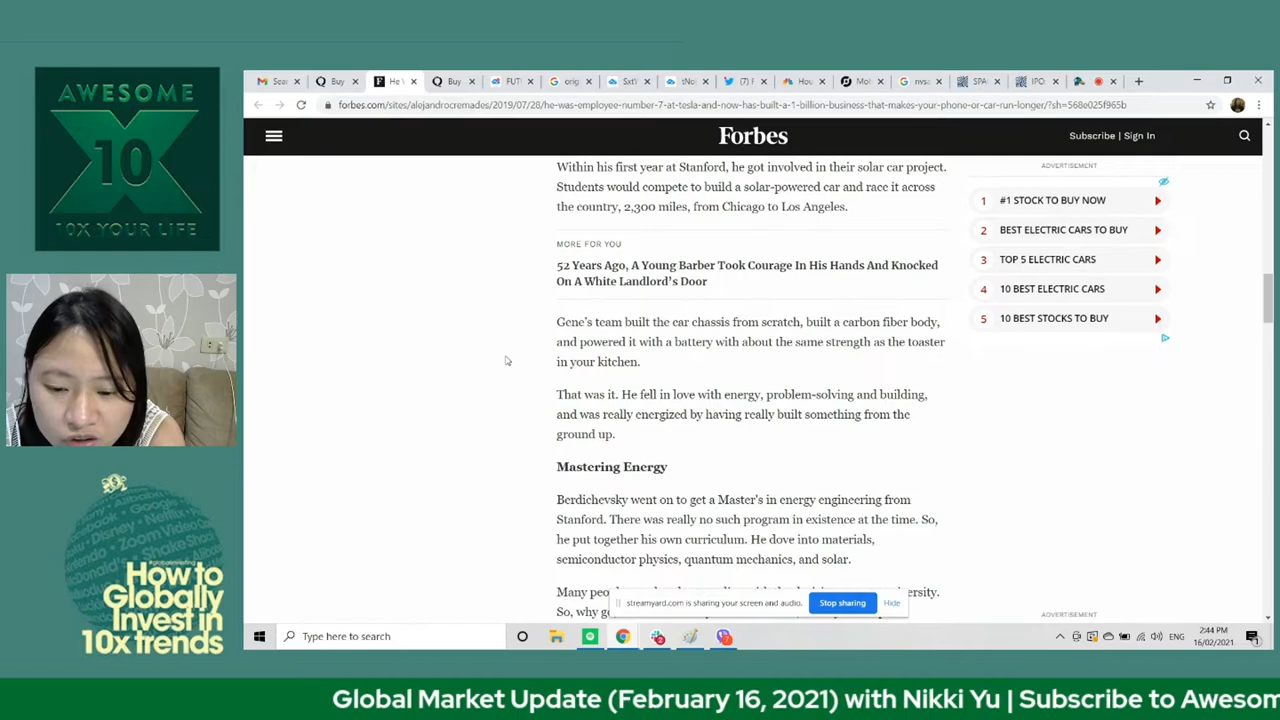 AWESOME
X
10
10X YOUR LIFE
Buy
Buy
orig
Hou
SPA
IPO
forbes.com/sites/alejandrocremades/2019/07/28/he-was-employee-number-7-at-tesla-and-now-has-built-a-1-billion-business-that-makes-your-phone-or-car-run-longer/?sh=568e025f965b
Forbes
Subscribe | Sign In
Within his first year at Stanford, he got involved in their solar car project.
Students would compete to build a solar-powered car and race it across
the country, 2,300 miles, from Chicago to Los Angeles.
MORE FOR YOU
52 Years Ago, A Young Barber Took Courage In His Hands And Knocked
On A White Landlord's Door
Gene's team built the car chassis from scratch, built a carbon fiber body,
and powered it with a battery with about the same strength as the toaster
in your kitchen.
That was it. He fell in love with energy, problem-solving and building,
and was really energized by having really built something from the
ground up.
Mastering Energy
Berdichevsky went on to get a Master's in energy engineering from
Stanford. There was really no such program in existence at the time. So,
he put together his own curriculum. He dove into materials,
semiconductor physics, quantum mechanics, and solar.
ADVERTISEMENT
1 #1 STOCK TO BUY NOW
2 BEST ELECTRIC CARS TO BUY
3 TOP 5 ELECTRIC CARS
4 10 BEST ELECTRIC CARS
5 10 BEST STOCKS TO BUY
ADVERTISEMENT
streamyard.com is sharing your screen and audio.
Stop sharing
Hide
Type here to search
ENG
2:44 PM
16/02/2021
How to
Globally
Invest in
10x trends
Global Market Update (February 16, 2021) with Nikki Yu | Subscribe to Awesom